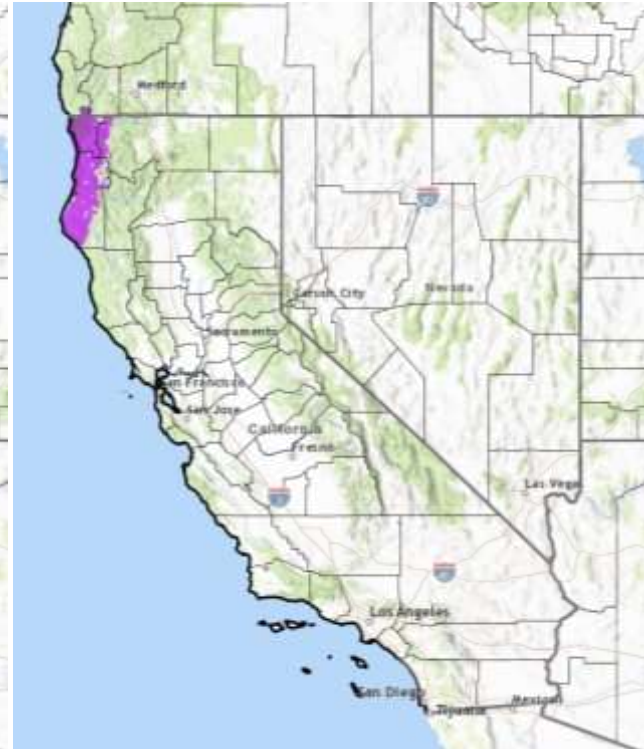 Medford
Carson City
Nevada
Sacramento
San Francisco
San Jose
California
Fresno
Las Vegas
Los Angeles
San Diego
Tijuana
Mexicali